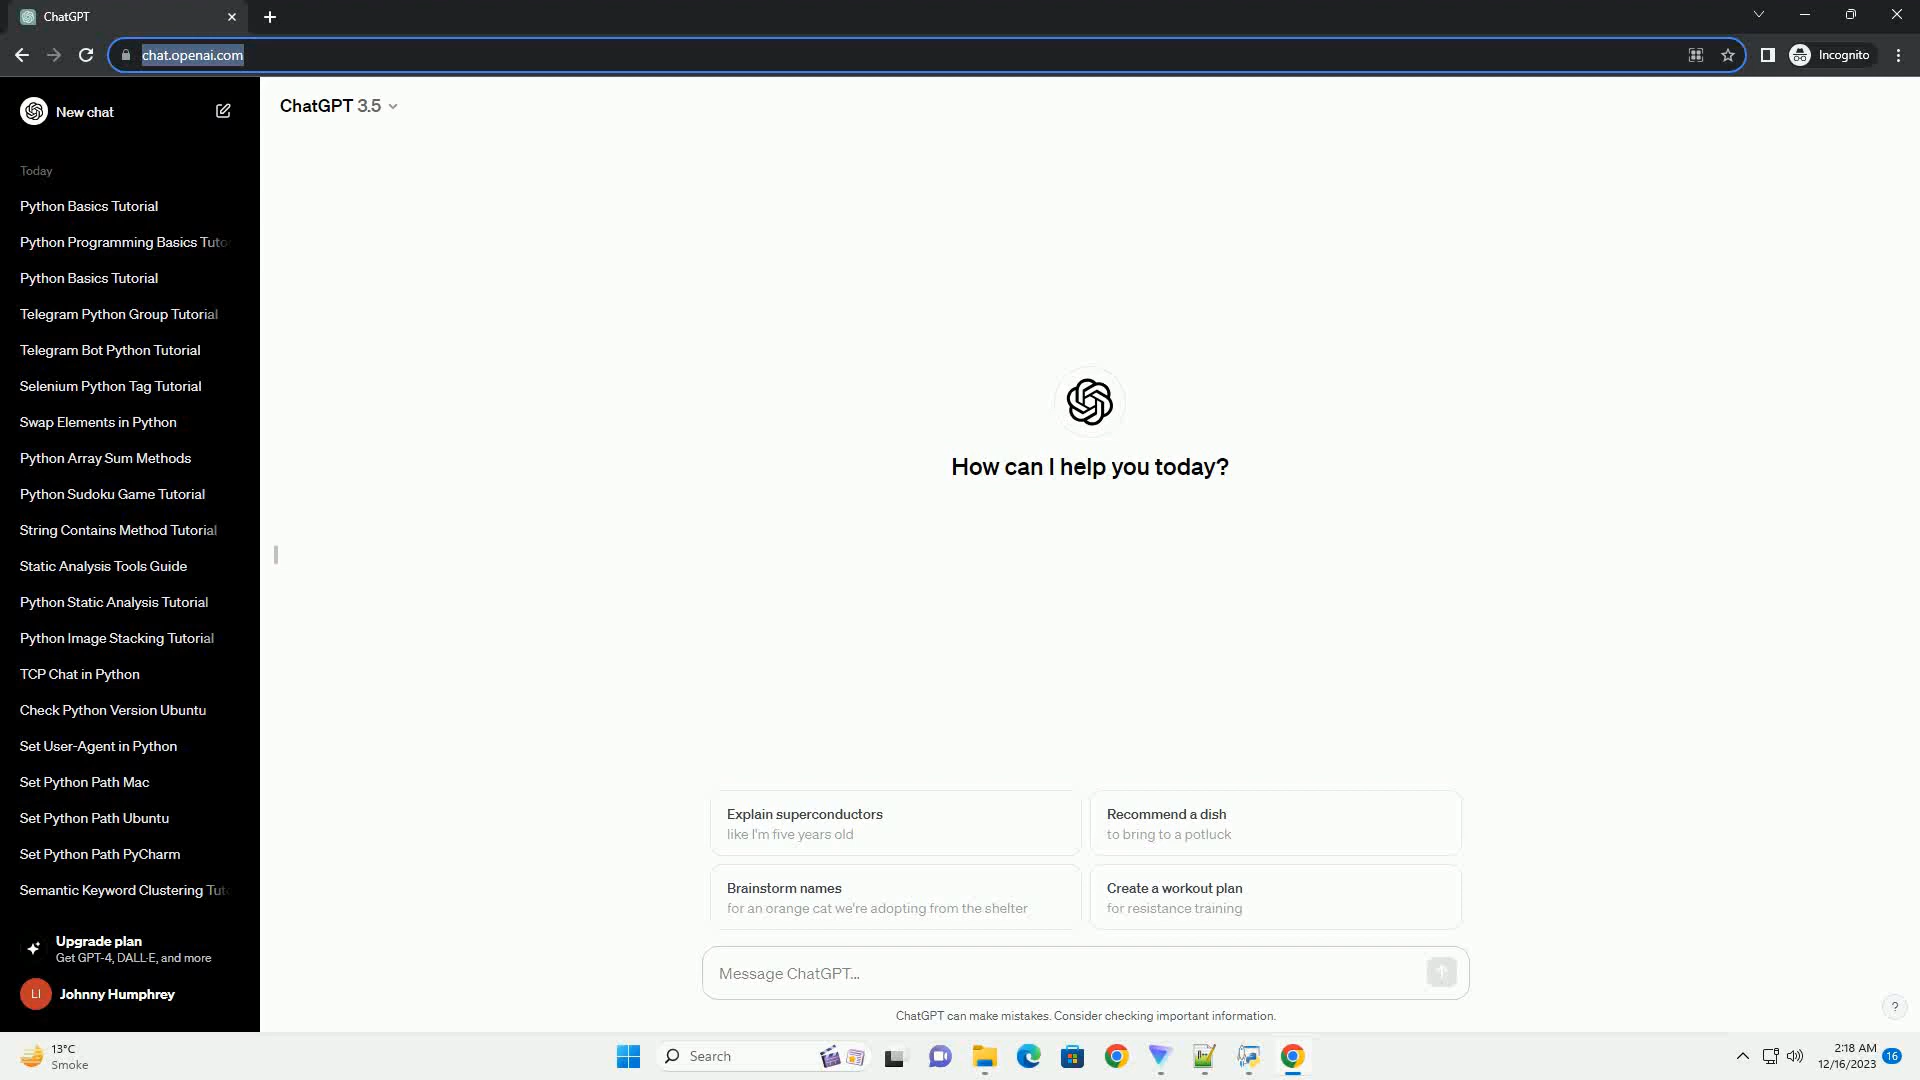 ChatGPT
chat.openai.com
Incognito
New chat
ChatGPT 3.5
Today
Python Basics Tutorial
Python Programming Basics Tuto
Python Basics Tutorial
Telegram Python Group Tutorial
Telegram Bot Python Tutorial
Selenium Python Tag Tutorial
Swap Elements in Python
Python Array Sum Methods
Python Sudoku Game Tutorial
String Contains Method Tutorial
Static Analysis Tools Guide
Python Static Analysis Tutorial
Python Image Stacking Tutorial
TCP Chat in Python
Check Python Version Ubuntu
Set User-Agent in Python
Set Python Path Mac
Set Python Path Ubuntu
Set Python Path PyCharm
Semantic Keyword Clustering Tuto
Upgrade plan
Get GPT-4, DALL·E, and more
LI
Johnny Humphrey
How can I help you today?
Explain superconductors
like I'm five years old
Recommend a dish
to bring to a potluck
Brainstorm names
for an orange cat we're adopting from the shelter
Create a workout plan
for resistance training
Message ChatGPT...
ChatGPT can make mistakes. Consider checking important information.
?
13°C
Smoke
Search
2:18 AM
12/16/2023
16